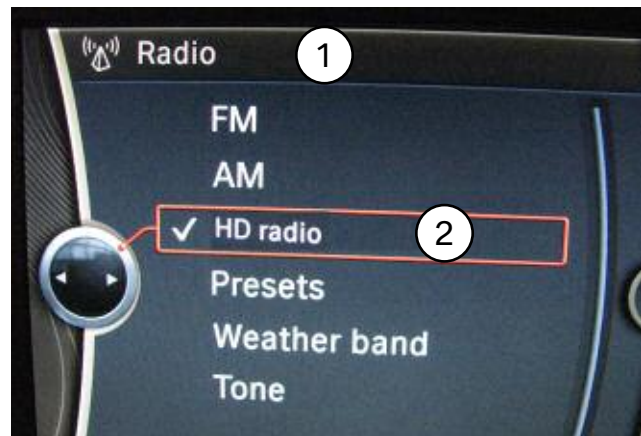 Radio 1
FM
AM
✓ HD radio 2
Presets
Weather band
Tone